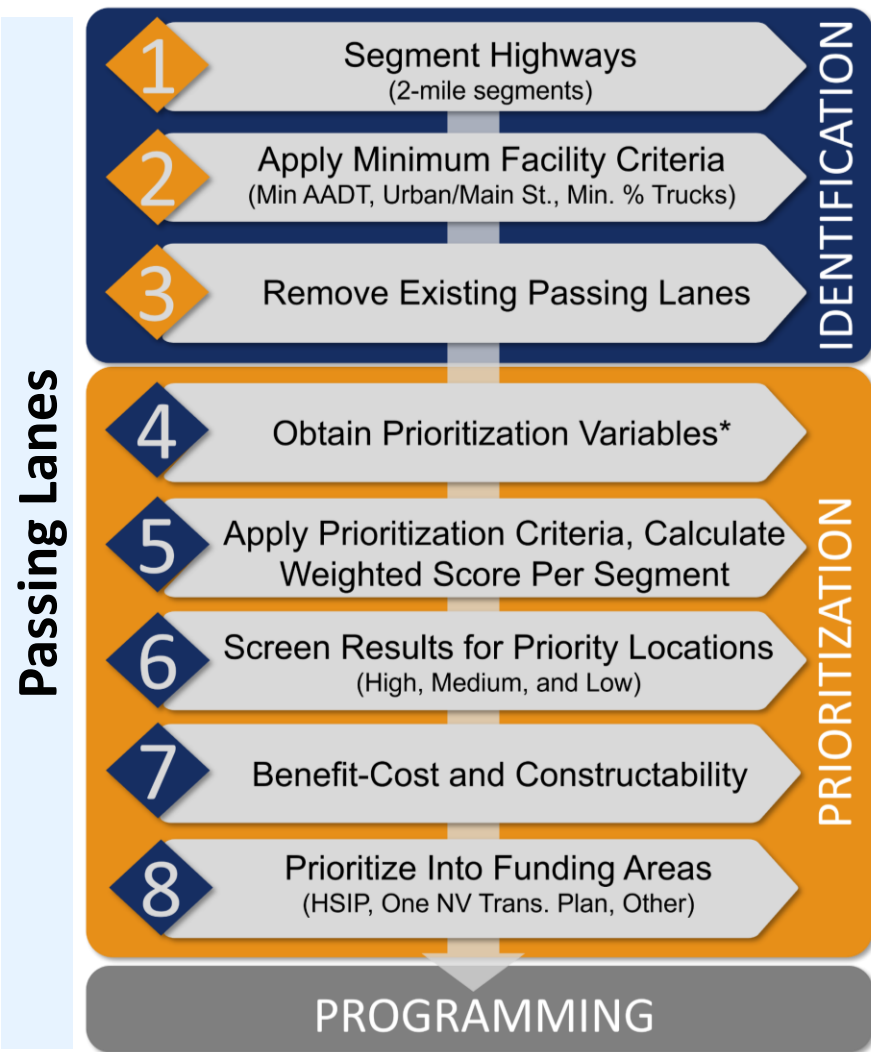 Passing Lanes
IDENTIFICATION
1
Segment Highways
(2-mile segments)
2
Apply Minimum Facility Criteria
(Min AADT, Urban/Main St., Min. % Trucks)
3
Remove Existing Passing Lanes
PRIORITIZATION
4
Obtain Prioritization Variables*
5
Apply Prioritization Criteria, Calculate
Weighted Score Per Segment
6
Screen Results for Priority Locations
(High, Medium, and Low)
7
Benefit-Cost and Constructability
8
Prioritize Into Funding Areas
(HSIP, One NV Trans. Plan, Other)
PROGRAMMING